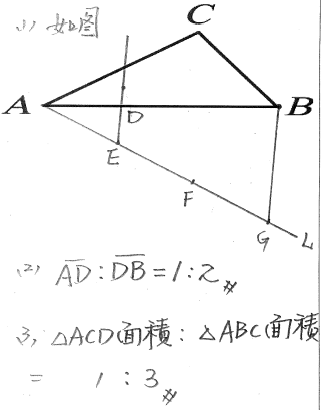 (1) 如圖
C
A
B
D
E
F
G
L
(2) AD : DB = 1 : 2 #
(3) △ACD面積 : △ABC面積
= 1 : 3 #